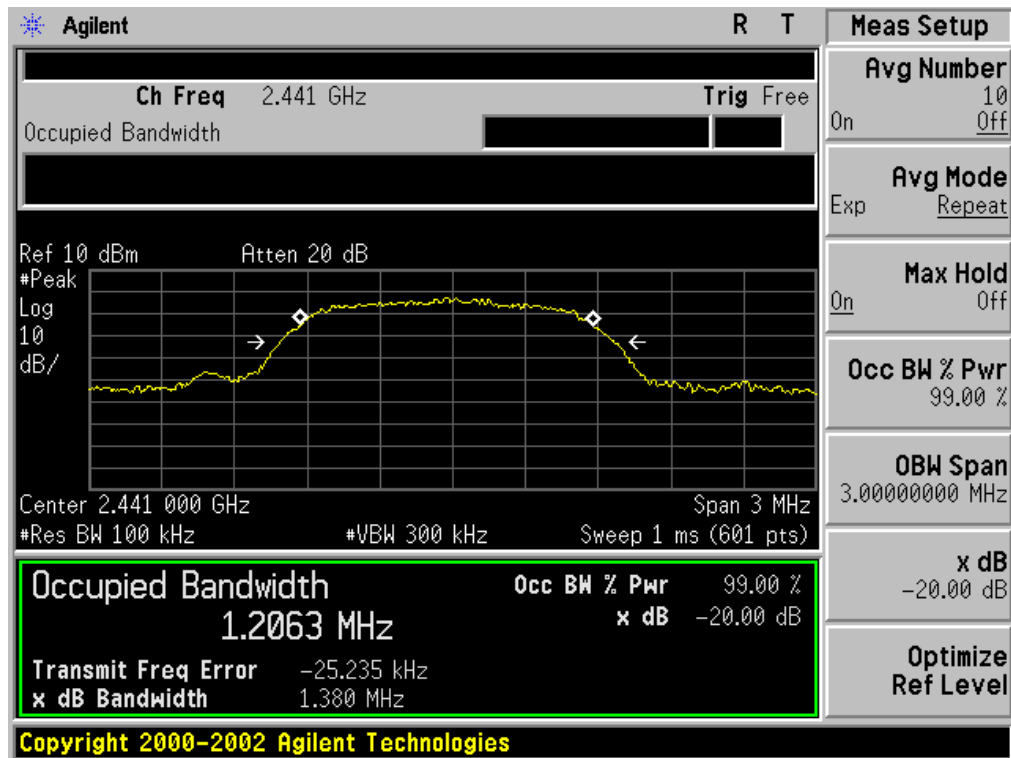 Agilent R T
Ch Freq 2.441 GHz Trig Free
Occupied Bandwidth
Ref 10 dBm Atten 20 dB
#Peak
Log
10
dB/
Center 2.441 000 GHz Span 3 MHz
#Res BW 100 kHz #VBW 300 kHz Sweep 1 ms (601 pts)
Occupied Bandwidth Occ BW % Pwr 99.00 %
1.2063 MHz x dB -20.00 dB
Transmit Freq Error -25.235 kHz
x dB Bandwidth 1.380 MHz
Copyright 2000-2002 Agilent Technologies
Meas Setup
Avg Number
10
On Off
Avg Mode
Exp Repeat
Max Hold
On Off
Occ BW % Pwr
99.00 %
OBW Span
3.00000000 MHz
x dB
-20.00 dB
Optimize
Ref Level